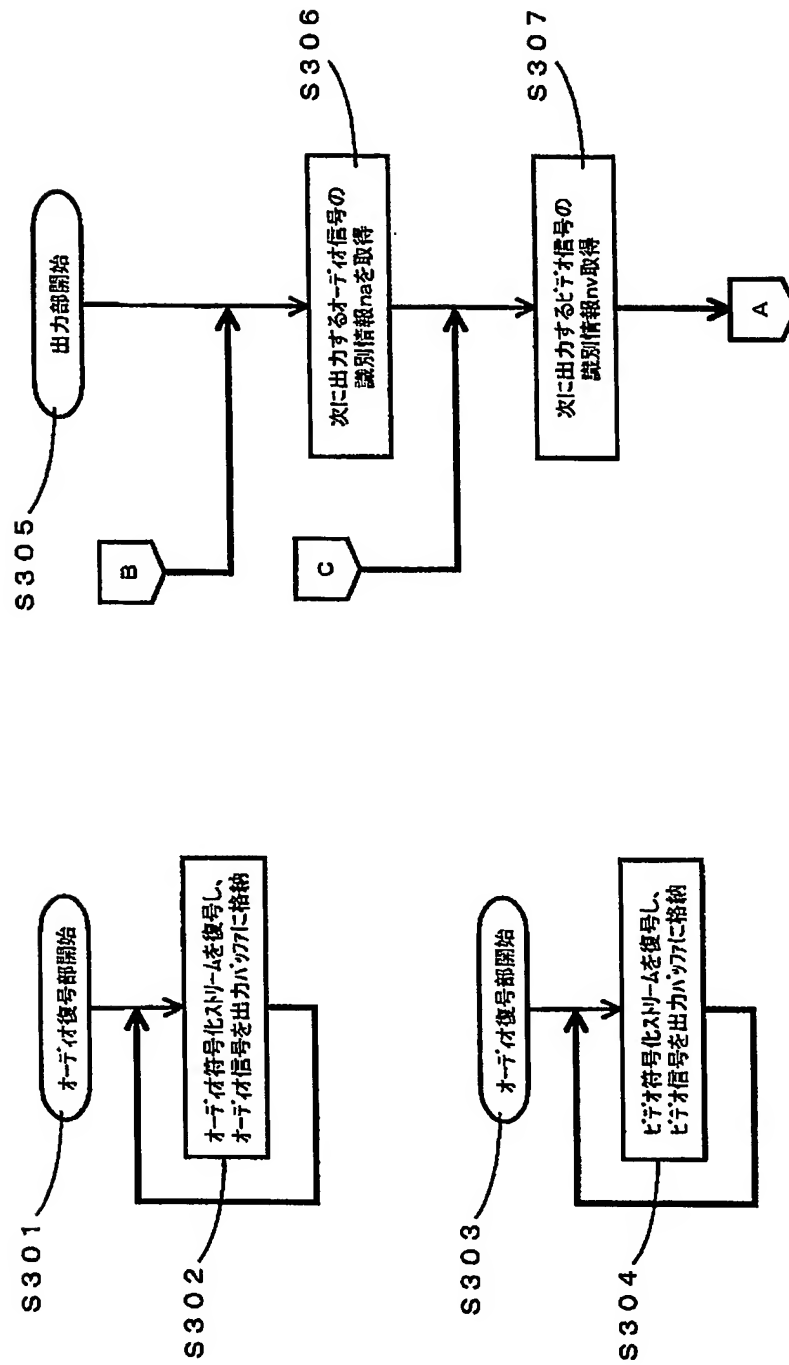 S301
オーディオ復号部開始
S302
オーディオ符号化ストリームを復号し、
オーディオ信号を出力バッファに格納
S303
オーディオ復号部開始
S304
ビデオ符号化ストリームを復号し、
ビデオ信号を出力バッファに格納
S305
出力部開始
B
S306
次に出力するオーディオ信号の
識別情報naを取得
C
S307
次に出力するビデオ信号の
識別情報nv取得
A